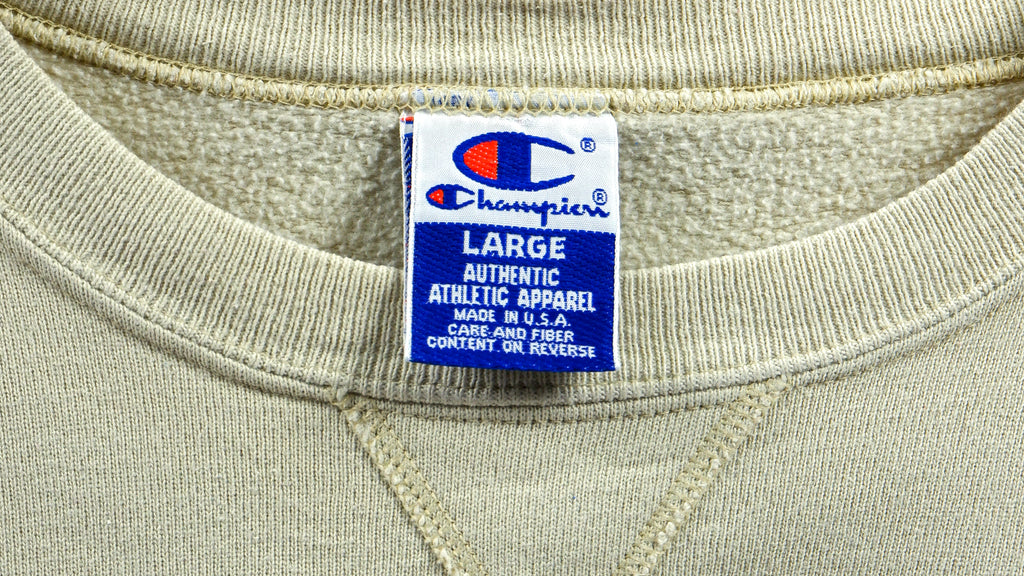 ®
Champion®
LARGE
AUTHENTIC
ATHLETIC APPAREL
MADE IN U.S.A.
CARE AND FIBER
CONTENT ON REVERSE